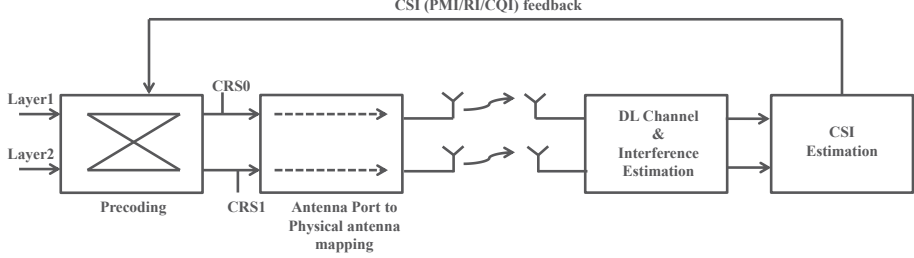 CSI (PMI/RI/CQI) feedback
CRS0
Layer1
Layer2
CRS1
Precoding
Antenna Port to
Physical antenna
mapping
DL Channel
&
Interference
Estimation
CSI
Estimation